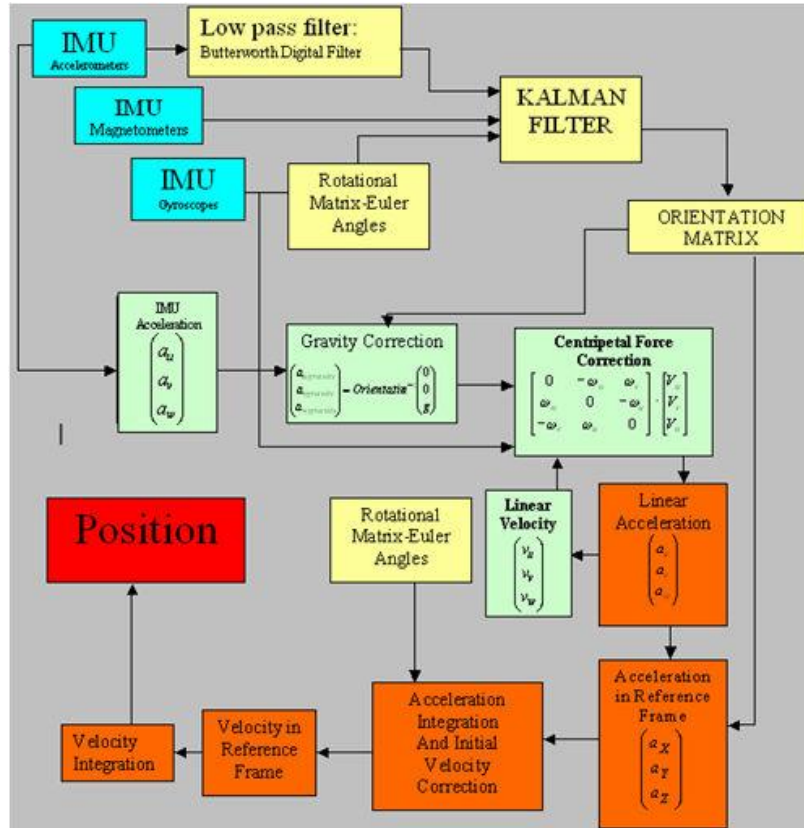 IMU
Accelerometers
Low pass filter:
Butterworth Digital Filter
IMU
Magnetometers
KALMAN
FILTER
IMU
Gyroscopes
Rotational
Matrix-Euler
Angles
ORIENTATION
MATRIX
IMU
Acceleration
a_u
a_v
a_w
Gravity Correction
0
0
g
Centripetal Force
Correction
0
0
0
Position
Rotational
Matrix-Euler
Angles
Linear
Velocity
v_u
v_v
v_w
Linear
Acceleration
Acceleration
in Reference
Frame
a_X
a_Y
a_Z
Acceleration
Integration
And Initial
Velocity
Correction
Velocity in
Reference
Frame
Velocity
Integration